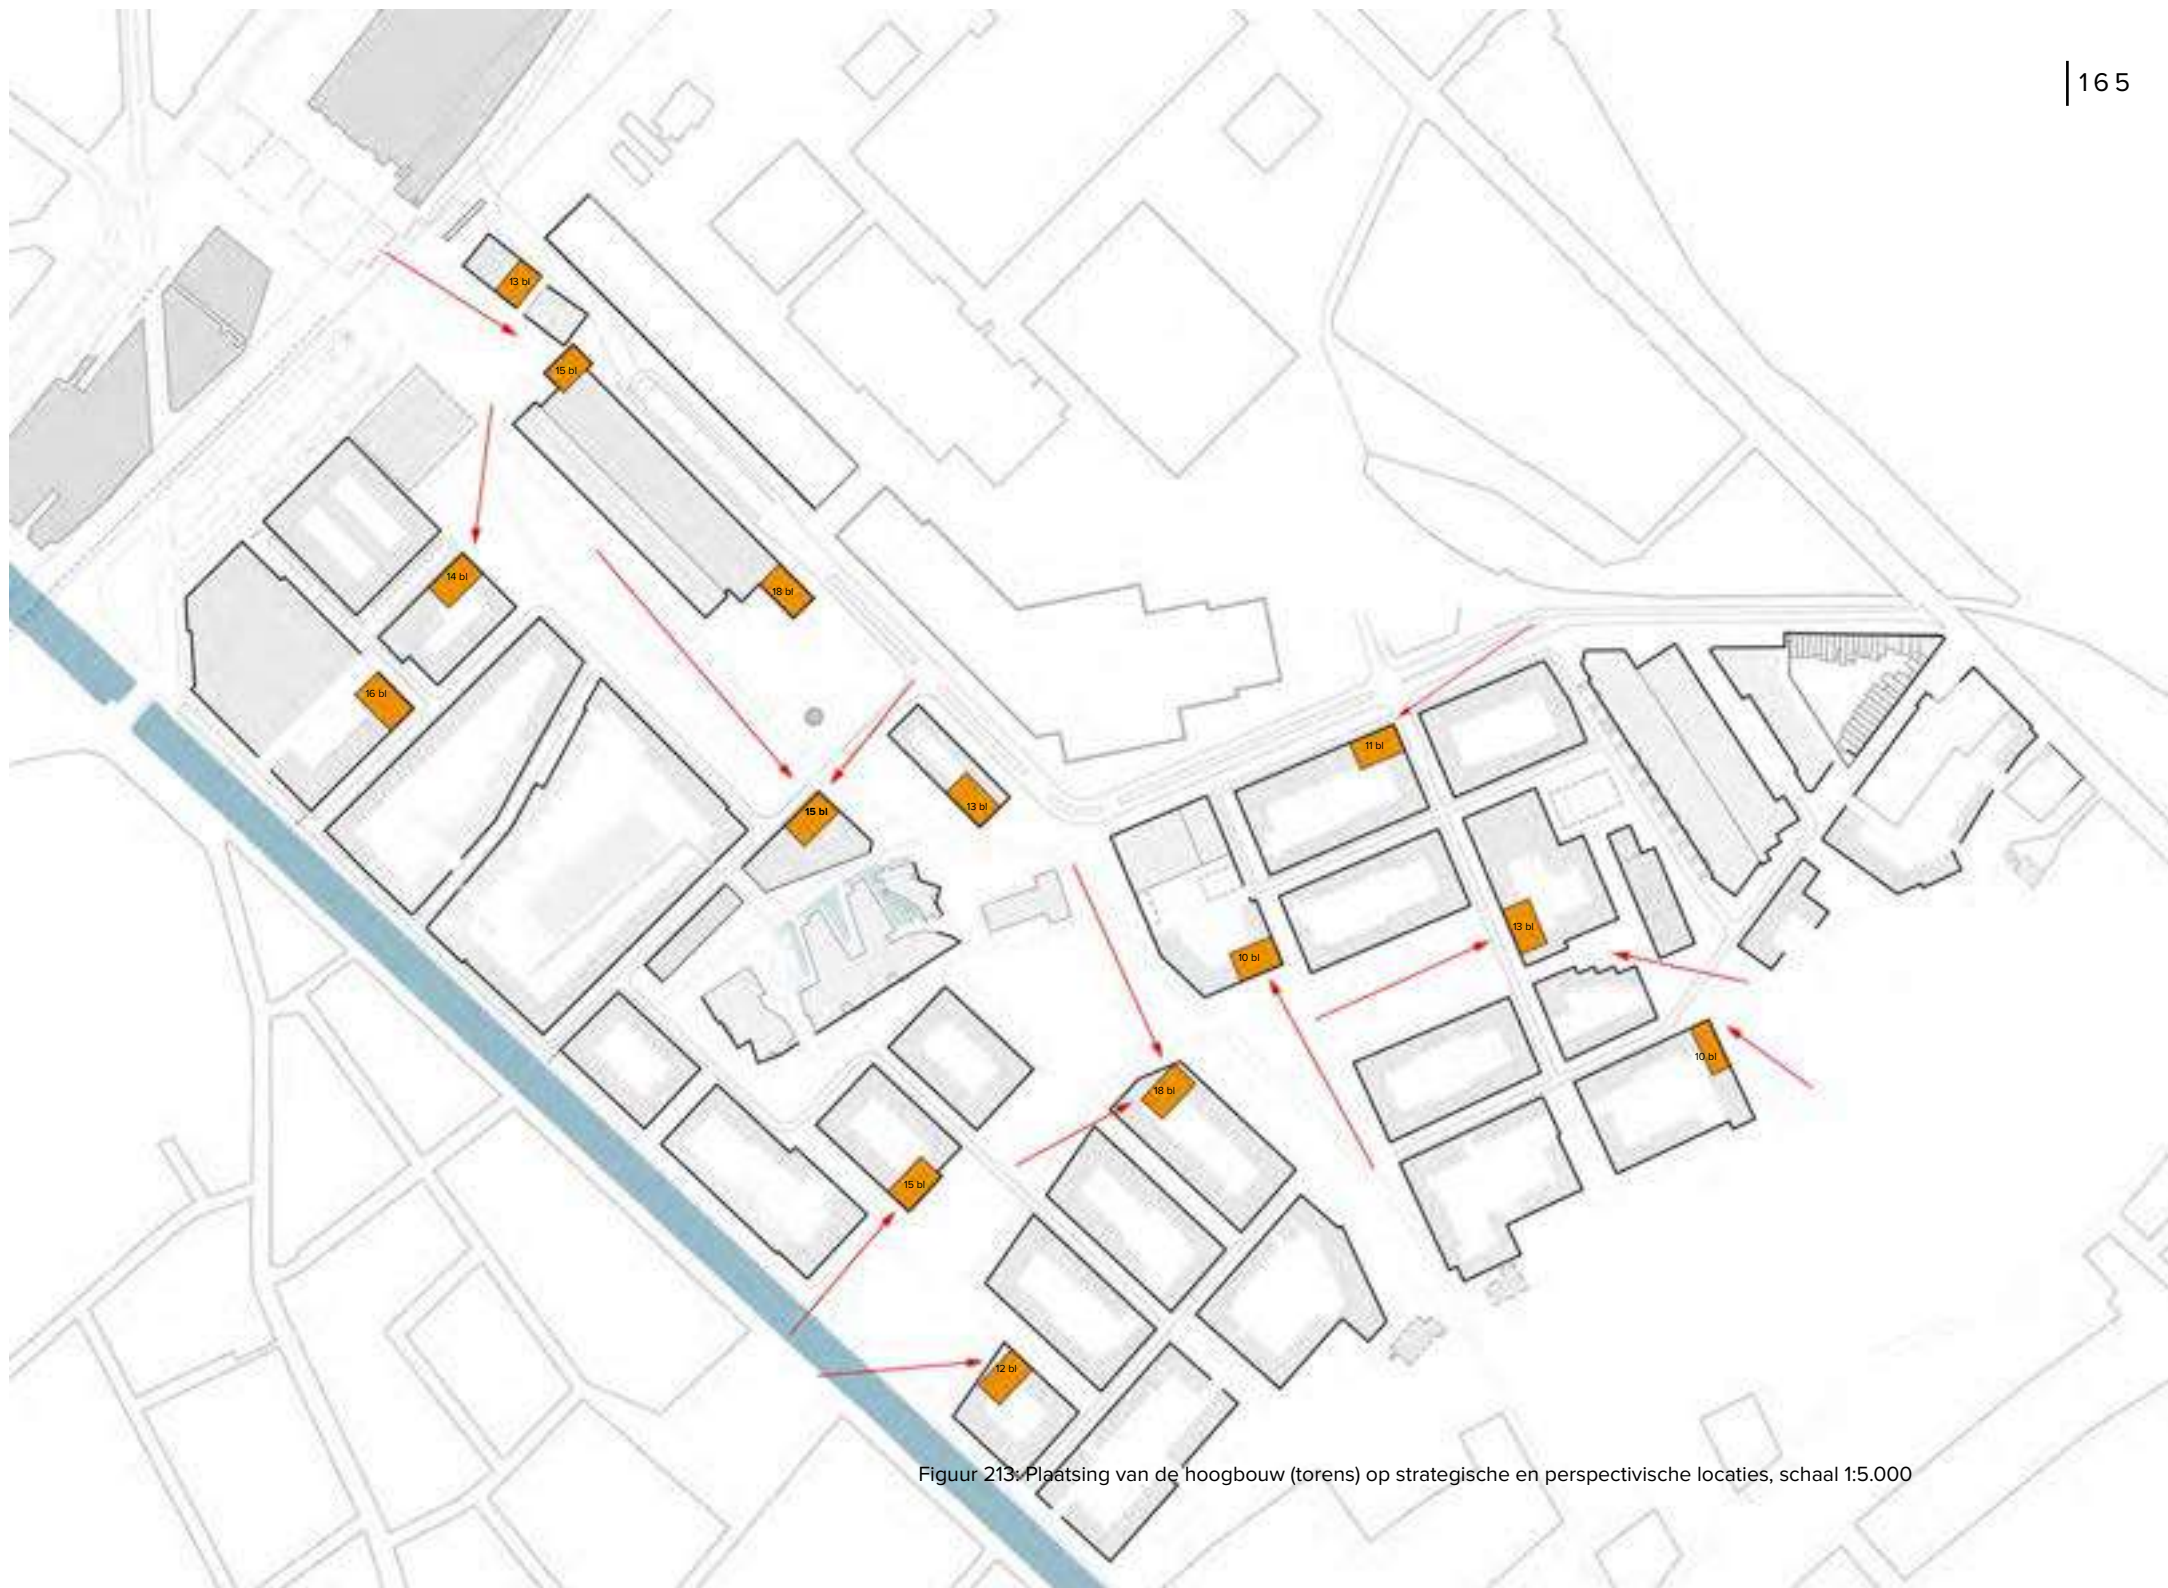 165
13 bl
15 bl
14 bl
18 bl
16 bl
11 bl
13 bl
15 bl
13 bl
10 bl
10 bl
18 bl
15 bl
12 bl
Figuur 213: Plaatsing van de hoogbouw (torens) op strategische en perspectivische locaties, schaal 1:5.000